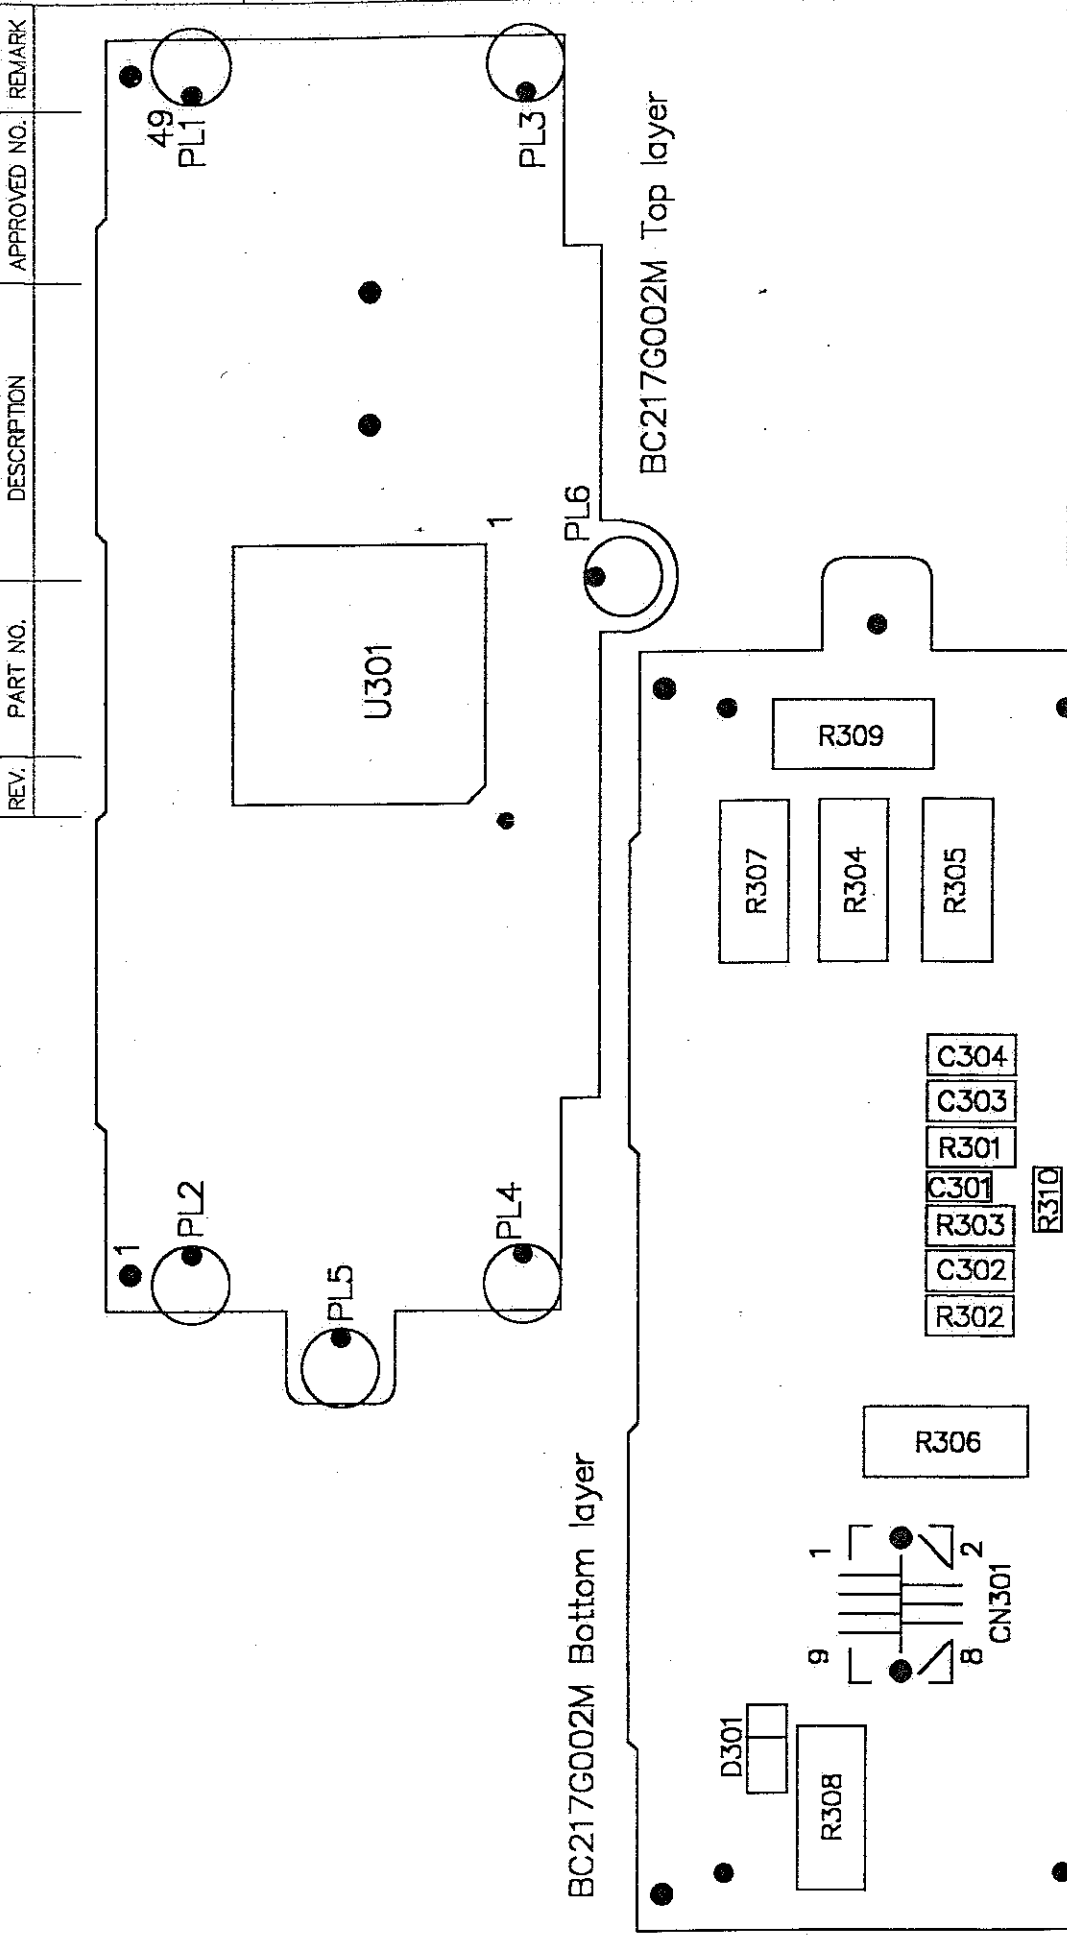 REV. PART NO. DESCRIPTION APPROVED NO. REMARK
49
PL1
PL3
PL6
1
U301
1
PL2
PL4
PL5
BC217G002M Top layer
BC217G002M Bottom layer
R309
R307
R304
R305
C304
C303
R301
C301
R303
C302
R302
R310
R306
1
2
9
8
CN301
D301
R308